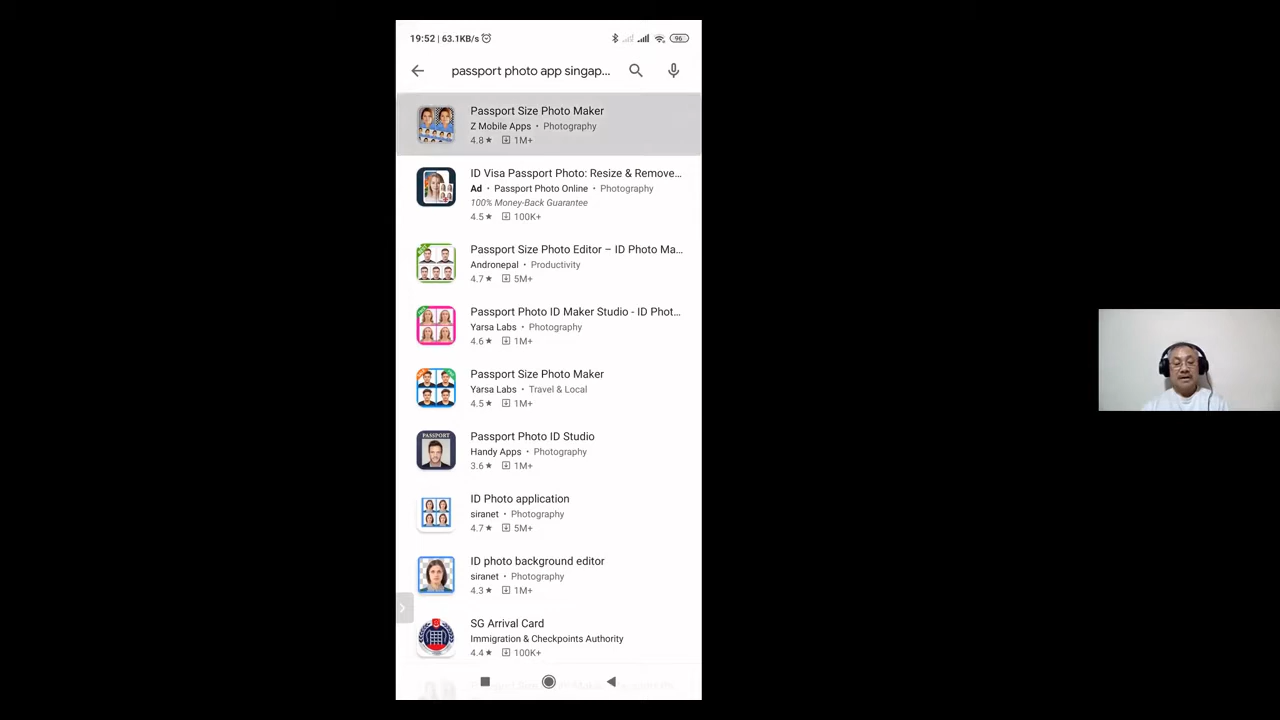 19:52 | 63.1KB/s
96
passport photo app singap...
Passport Size Photo Maker
Z Mobile Apps • Photography
4.8★ 1M+
ID Visa Passport Photo: Resize & Remove...
Ad • Passport Photo Online • Photography
100% Money-Back Guarantee
4.5★ 100K+
Passport Size Photo Editor – ID Photo Ma...
Andronepal • Productivity
4.7★ 5M+
Passport Photo ID Maker Studio - ID Phot...
Yarsa Labs • Photography
4.6★ 1M+
Passport Size Photo Maker
Yarsa Labs • Travel & Local
4.5★ 1M+
PASSPORT
Passport Photo ID Studio
Handy Apps • Photography
3.6★ 1M+
ID Photo application
siranet • Photography
4.7★ 5M+
ID photo background editor
siranet • Photography
4.3★ 1M+
SG Arrival Card
Immigration & Checkpoints Authority
4.4★ 100K+